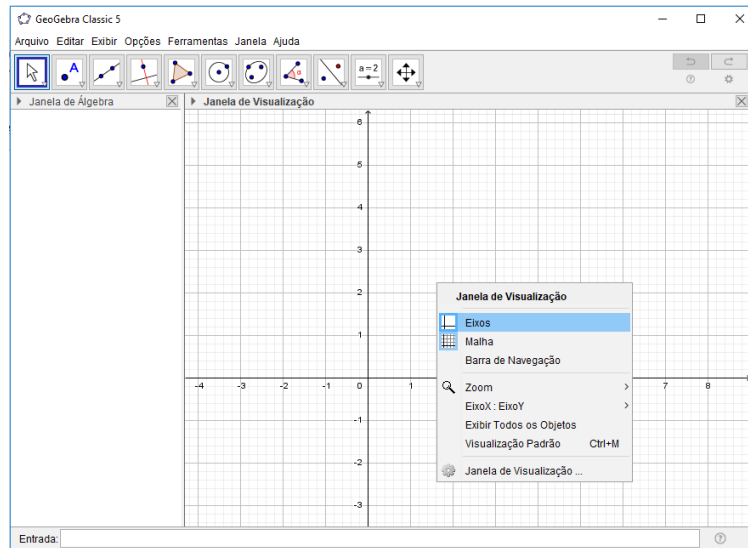 GeoGebra Classic 5
Arquivo Editar Exibir Opções Ferramentas Janela Ajuda
A
α
a=2
Janela de Álgebra
Janela de Visualização
6
5
4
3
2
1
-4 -3 -2 -1 0 1 7 8
-1
-2
-3
Janela de Visualização
Eixos
Malha
Barra de Navegação
Zoom
EixoX : EixoY
Exibir Todos os Objetos
Visualização Padrão Ctrl+M
Janela de Visualização ...
Entrada: